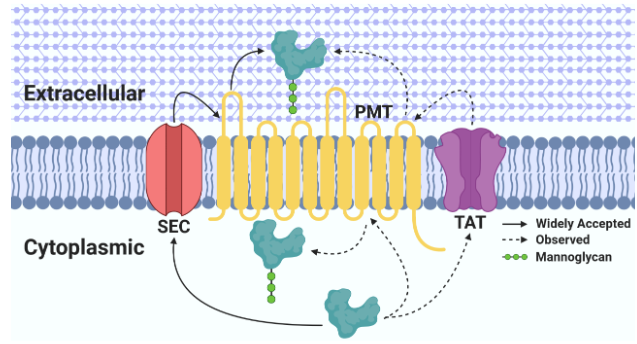 Extracellular
PMT
SEC
TAT
Cytoplasmic
Widely Accepted
Observed
Mannoglycan